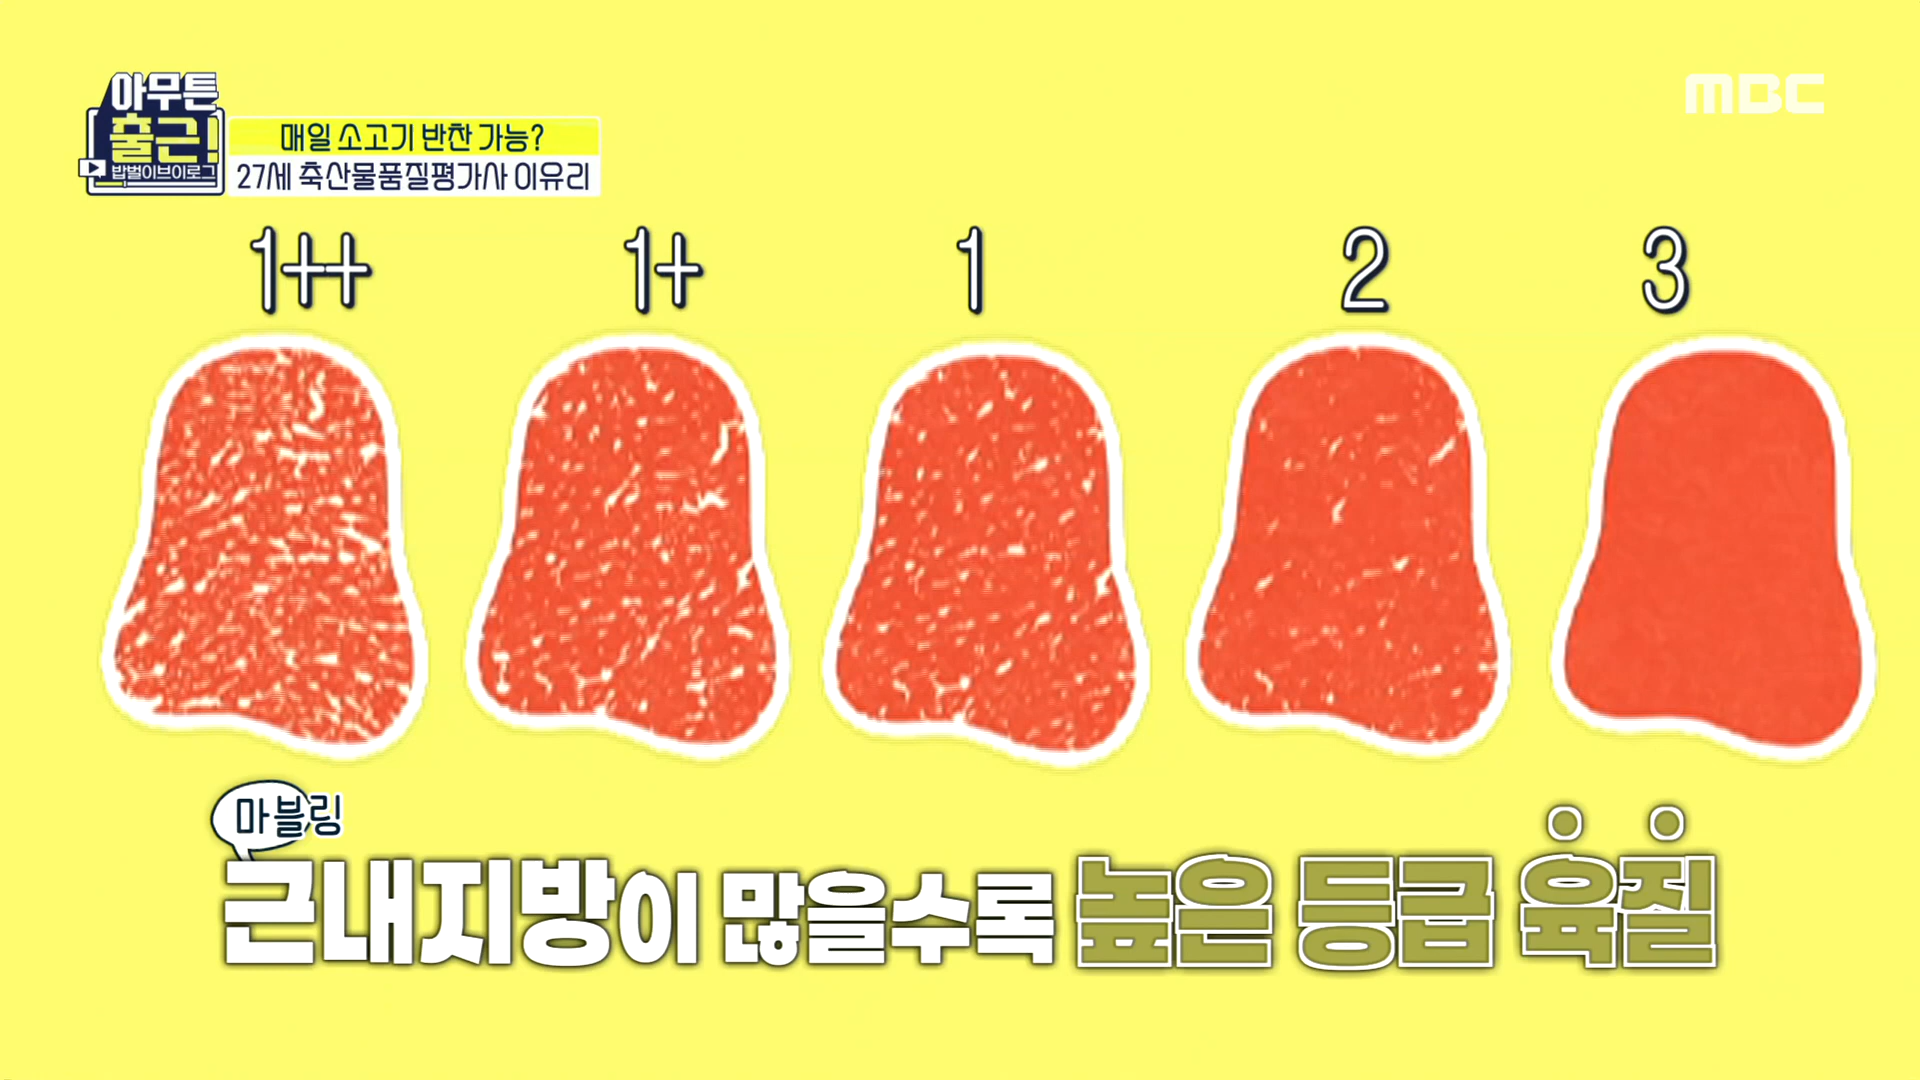 아무튼
출근!
밥벌이브이로그
매일 소고기 반찬 가능?
27세 축산물품질평가사 이유리
MBC
1++ 1+ 1 2 3
마블링
근내지방이 많을수록 높은 등급 육질